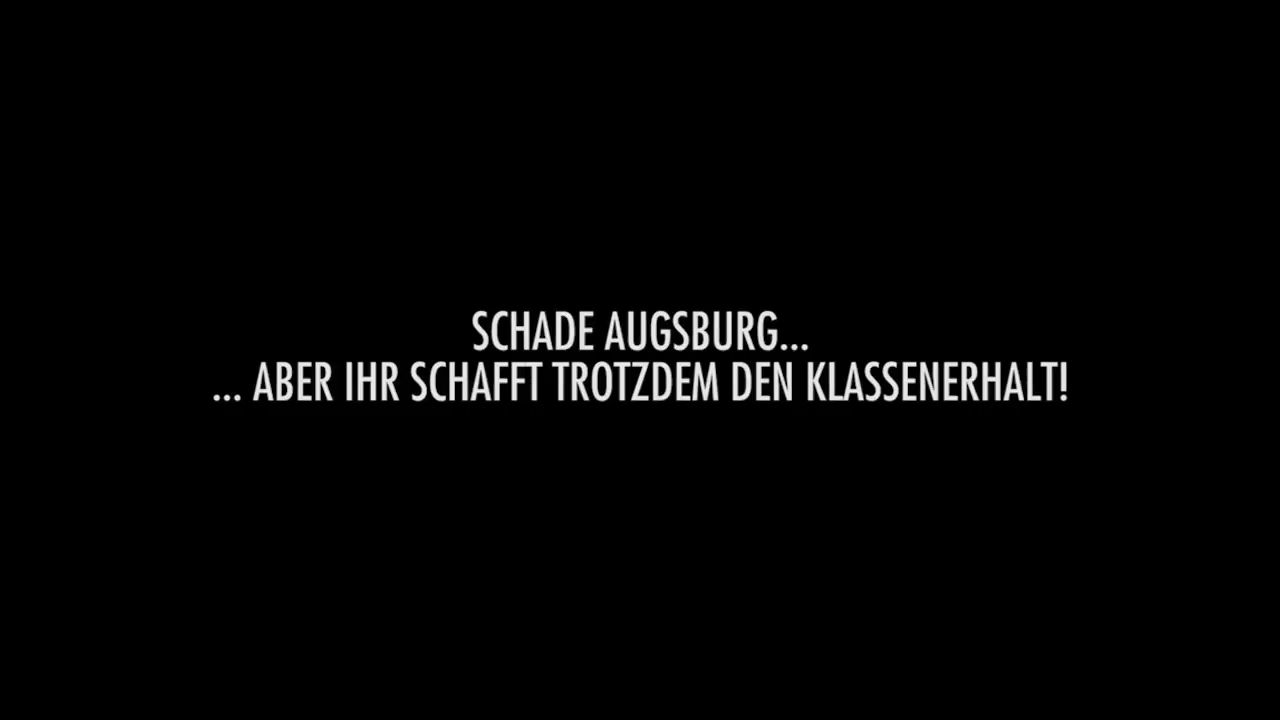 SCHADE AUGSBURG...
... ABER IHR SCHAFFT TROTZDEM DEN KLASSENERHALT!